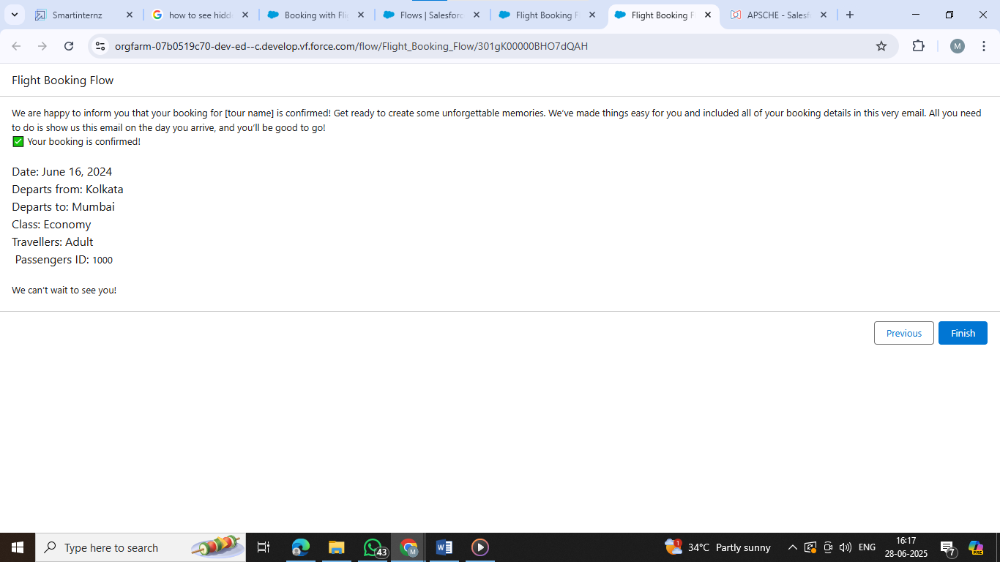 Smartinternz
how to see hidd
Booking with Fli
Flows | Salesforc
Flight Booking F
Flight Booking F
APSCHE - Salesf
orgfarm-07b0519c70-dev-ed--c.develop.vf.force.com/flow/Flight_Booking_Flow/301gK00000BHO7dQAH
M
Flight Booking Flow
We are happy to inform you that your booking for [tour name] is confirmed! Get ready to create some unforgettable memories. We've made things easy for you and included all of your booking details in this very email. All you need
to do is show us this email on the day you arrive, and you'll be good to go!
✅ Your booking is confirmed!
Date: June 16, 2024
Departs from: Kolkata
Departs to: Mumbai
Class: Economy
Travellers: Adult
Passengers ID: 1000
We can't wait to see you!
Previous
Finish
Type here to search
43
M
1
34°C Partly sunny
ENG
16:17
28-06-2025
7
PRE